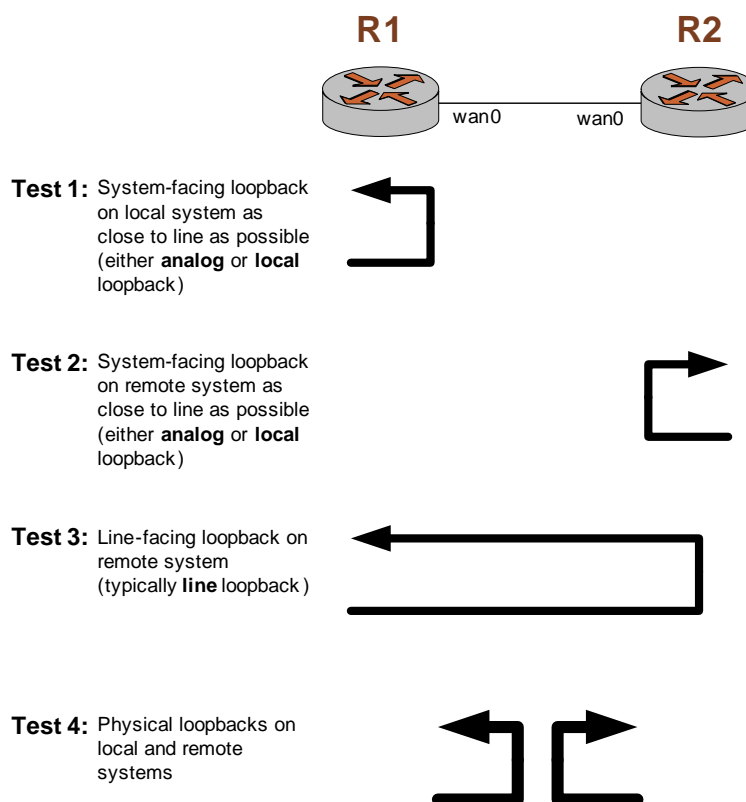 R1 R2
wan0 wan0
Test 1: System-facing loopback
on local system as
close to line as possible
(either analog or local
loopback)
Test 2: System-facing loopback
on remote system as
close to line as possible
(either analog or local
loopback)
Test 3: Line-facing loopback on
remote system
(typically line loopback)
Test 4: Physical loopbacks on
local and remote
systems